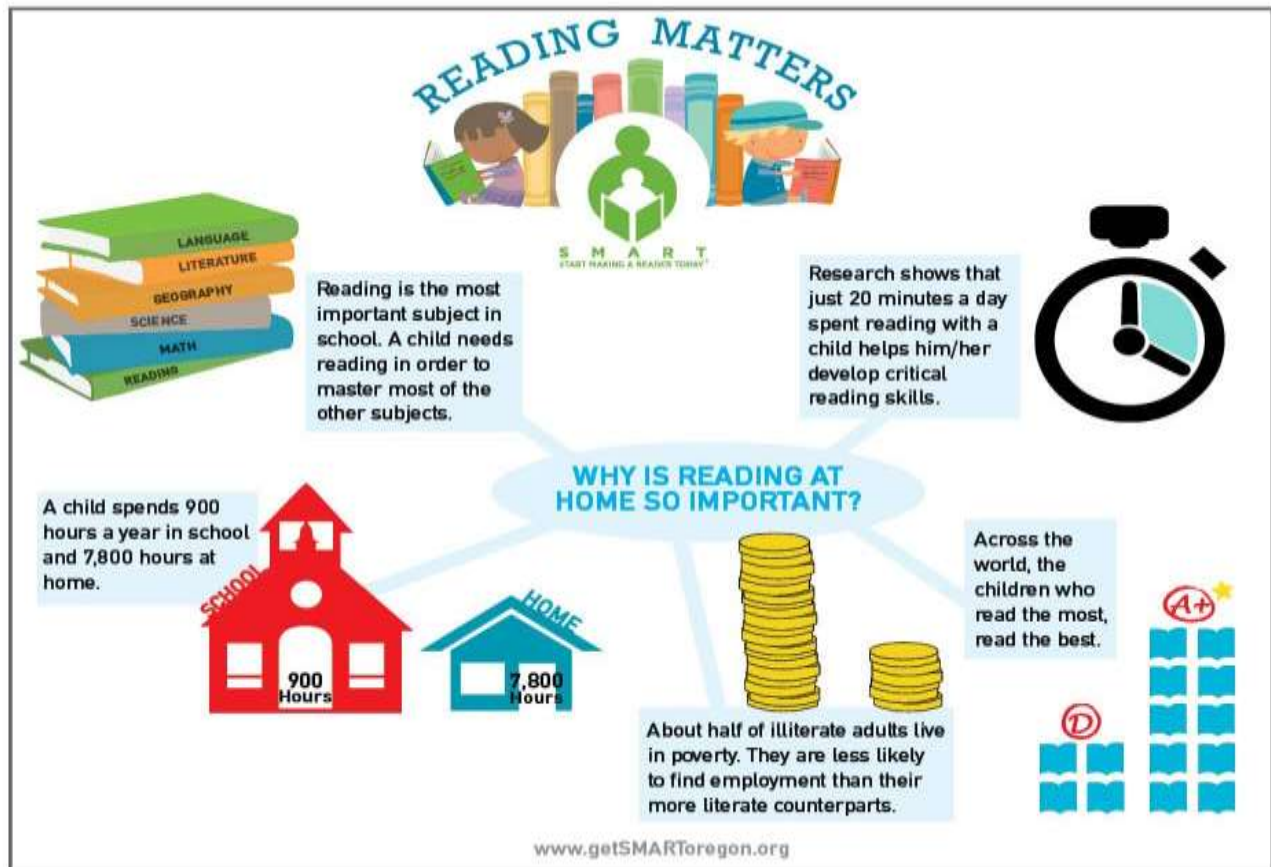 READING MATTERS
SMART
START MAKING A READER TODAY
LANGUAGE
LITERATURE
GEOGRAPHY
SCIENCE
MATH
READING
Reading is the most
important subject in
school. A child needs
reading in order to
master most of the
other subjects.
Research shows that
just 20 minutes a day
spent reading with a
child helps him/her
develop critical
reading skills.
WHY IS READING AT
HOME SO IMPORTANT?
A child spends 900
hours a year in school
and 7,800 hours at
home.
SCHOOL
900
Hours
HOME
7,800
Hours
About half of illiterate adults live
in poverty. They are less likely
to find employment than their
more literate counterparts.
Across the
world, the
children who
read the most,
read the best.
D
A+
www.getSMARToregon.org